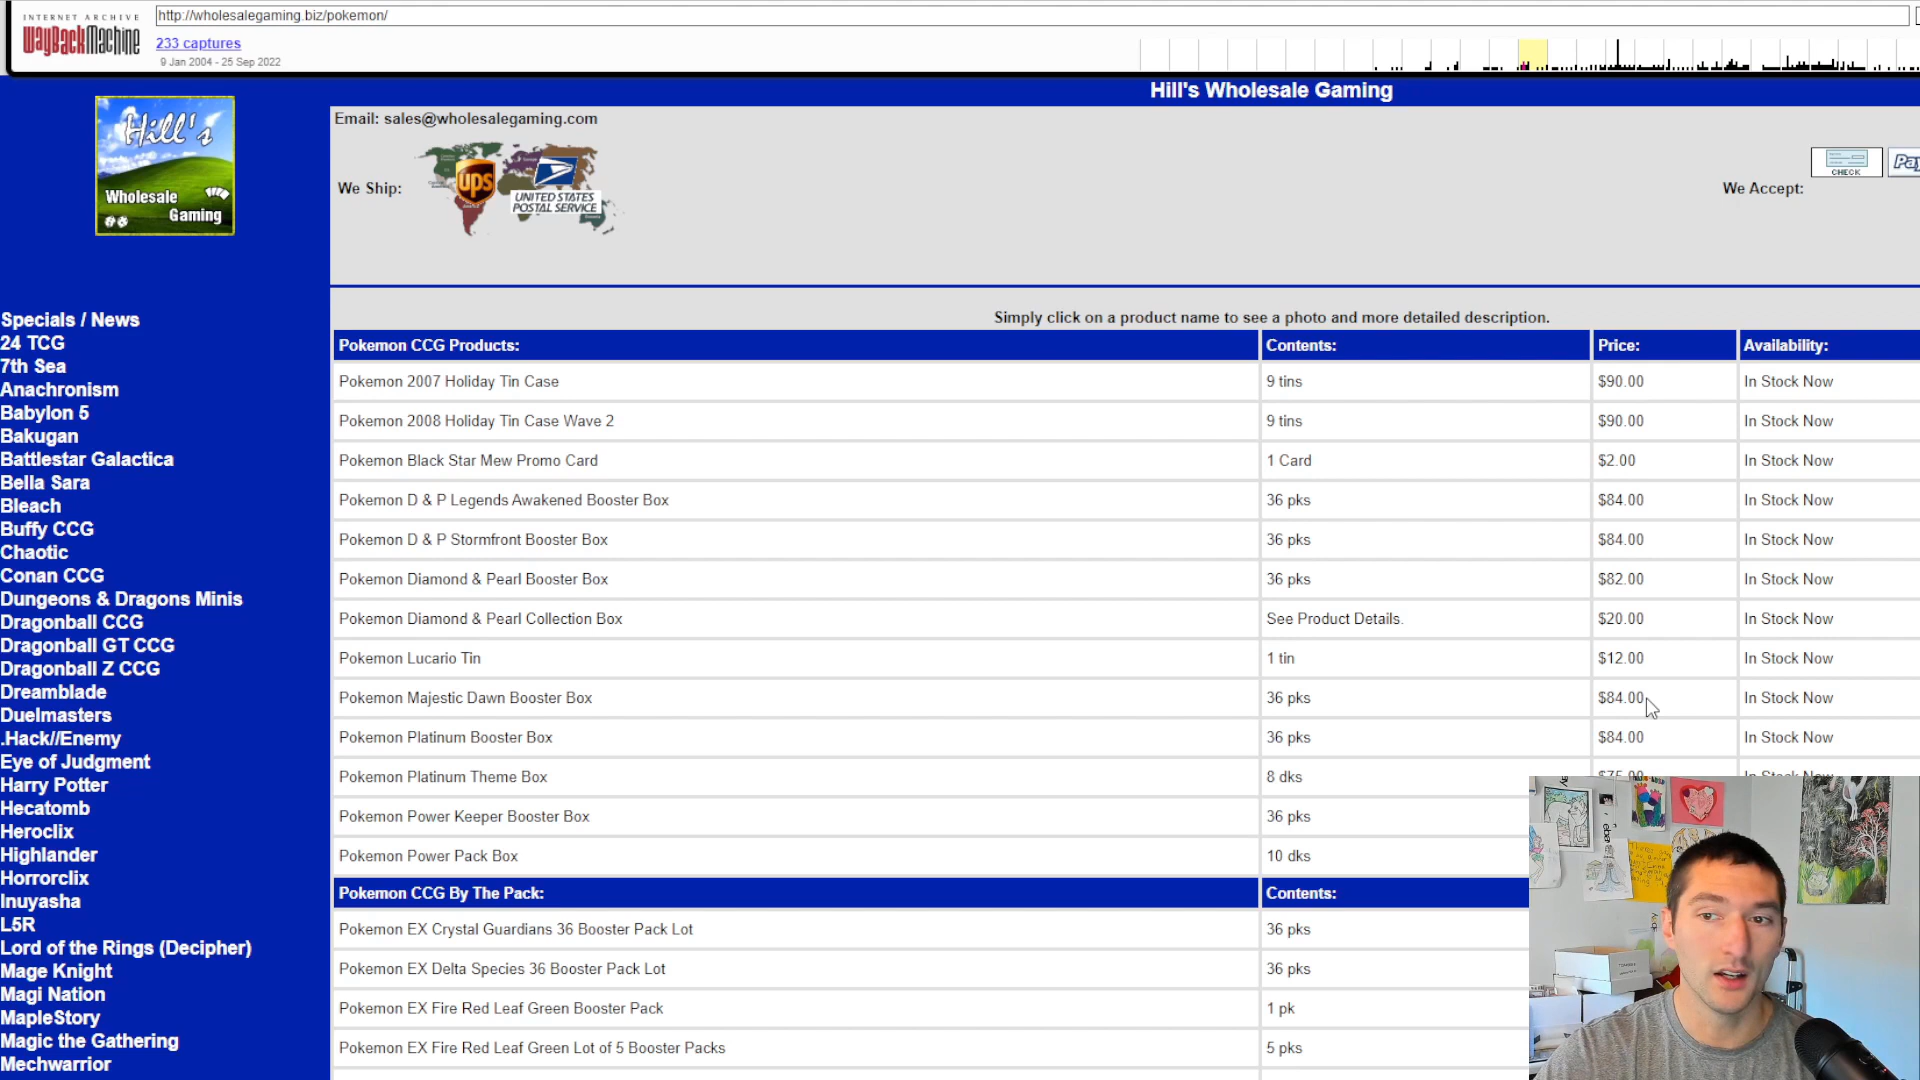 INTERNET ARCHIVE
WayBackMachine
http://wholesalegaming.biz/pokemon/
233 captures
9 Jan 2004 - 25 Sep 2022
Hill's
Wholesale
Gaming
Hill's Wholesale Gaming
Email: sales@wholesalegaming.com
We Ship:
ups
UNITED STATES
POSTAL SERVICE
We Accept:
CHECK
Pay
Simply click on a product name to see a photo and more detailed description.
Specials / News
24 TCG
7th Sea
Anachronism
Babylon 5
Bakugan
Battlestar Galactica
Bella Sara
Bleach
Buffy CCG
Chaotic
Conan CCG
Dungeons & Dragons Minis
Dragonball CCG
Dragonball GT CCG
Dragonball Z CCG
Dreamblade
Duelmasters
.Hack//Enemy
Eye of Judgment
Harry Potter
Hecatomb
Heroclix
Highlander
Horrorclix
Inuyasha
L5R
Lord of the Rings (Decipher)
Mage Knight
Magi Nation
MapleStory
Magic the Gathering
Mechwarrior
Pokemon CCG Products: Contents: Price: Availability:
Pokemon 2007 Holiday Tin Case 9 tins $90.00 In Stock Now
Pokemon 2008 Holiday Tin Case Wave 2 9 tins $90.00 In Stock Now
Pokemon Black Star Mew Promo Card 1 Card $2.00 In Stock Now
Pokemon D & P Legends Awakened Booster Box 36 pks $84.00 In Stock Now
Pokemon D & P Stormfront Booster Box 36 pks $84.00 In Stock Now
Pokemon Diamond & Pearl Booster Box 36 pks $82.00 In Stock Now
Pokemon Diamond & Pearl Collection Box See Product Details. $20.00 In Stock Now
Pokemon Lucario Tin 1 tin $12.00 In Stock Now
Pokemon Majestic Dawn Booster Box 36 pks $84.00 In Stock Now
Pokemon Platinum Booster Box 36 pks $84.00 In Stock Now
Pokemon Platinum Theme Box 8 dks $75.00 In Stock Now
Pokemon Power Keeper Booster Box 36 pks
Pokemon Power Pack Box 10 dks
Pokemon CCG By The Pack: Contents:
Pokemon EX Crystal Guardians 36 Booster Pack Lot 36 pks
Pokemon EX Delta Species 36 Booster Pack Lot 36 pks
Pokemon EX Fire Red Leaf Green Booster Pack 1 pk
Pokemon EX Fire Red Leaf Green Lot of 5 Booster Packs 5 pks